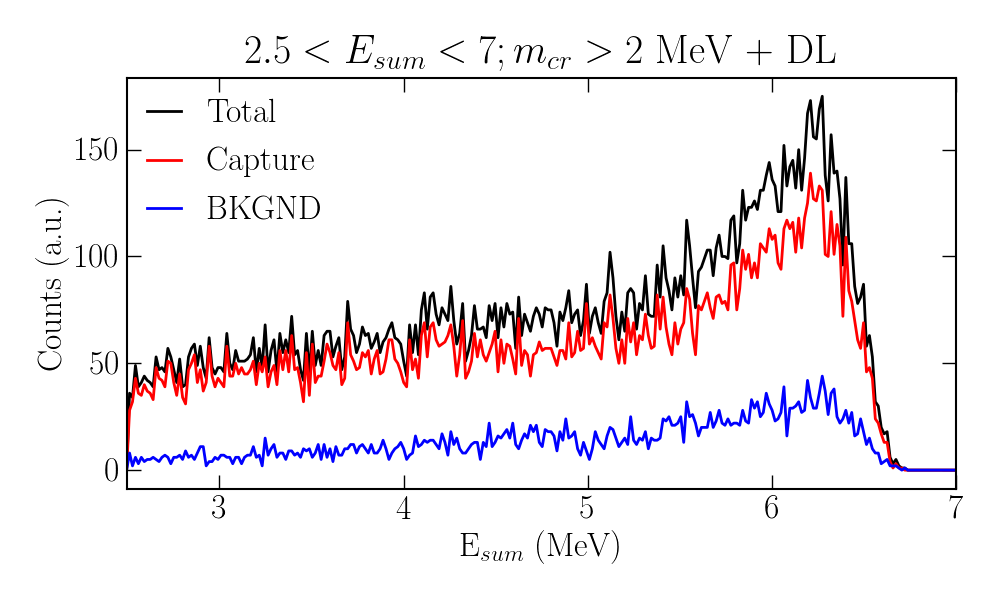 2.5 < E_sum < 7; m_cr > 2 MeV + DL
Total
Capture
BKGND
Counts (a.u.)
150
100
50
0
3 4 5 6 7
E_sum (MeV)